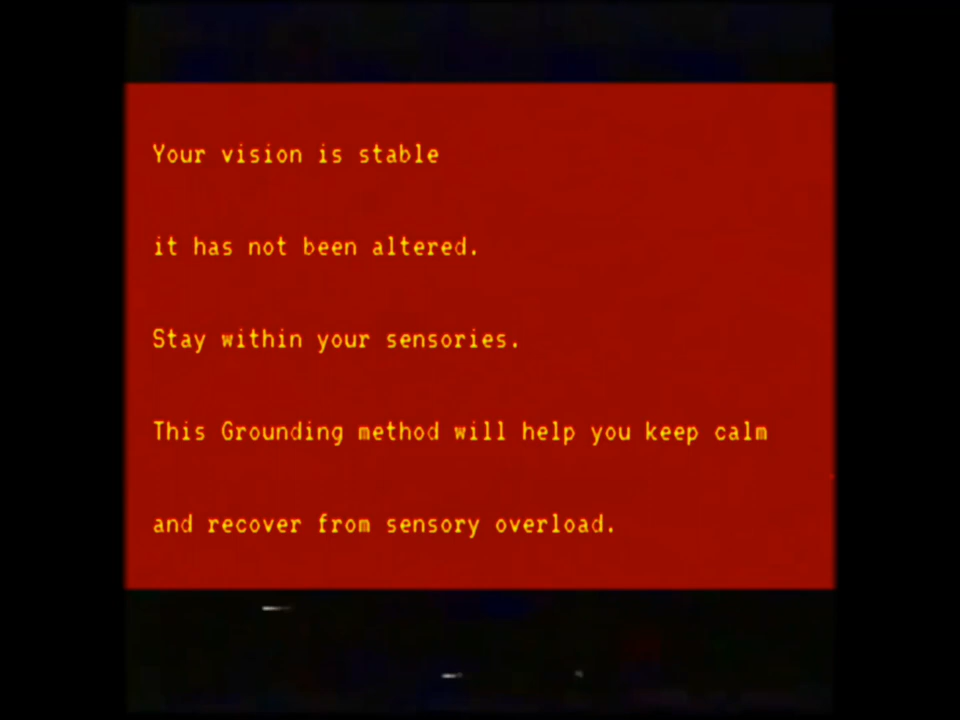 Your vision is stable
it has not been altered.
Stay within your sensories.
This Grounding method will help you keep calm
and recover from sensory overload.